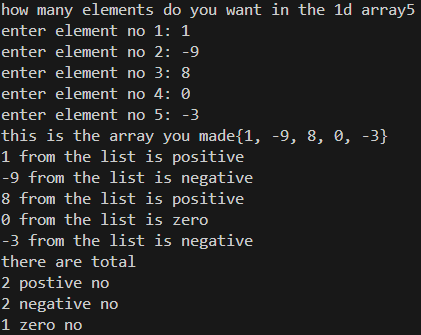 how many elements do you want in the 1d array5
enter element no 1: 1
enter element no 2: -9
enter element no 3: 8
enter element no 4: 0
enter element no 5: -3
this is the array you made{1, -9, 8, 0, -3}
1 from the list is positive
-9 from the list is negative
8 from the list is positive
0 from the list is zero
-3 from the list is negative
there are total
2 postive no
2 negative no
1 zero no